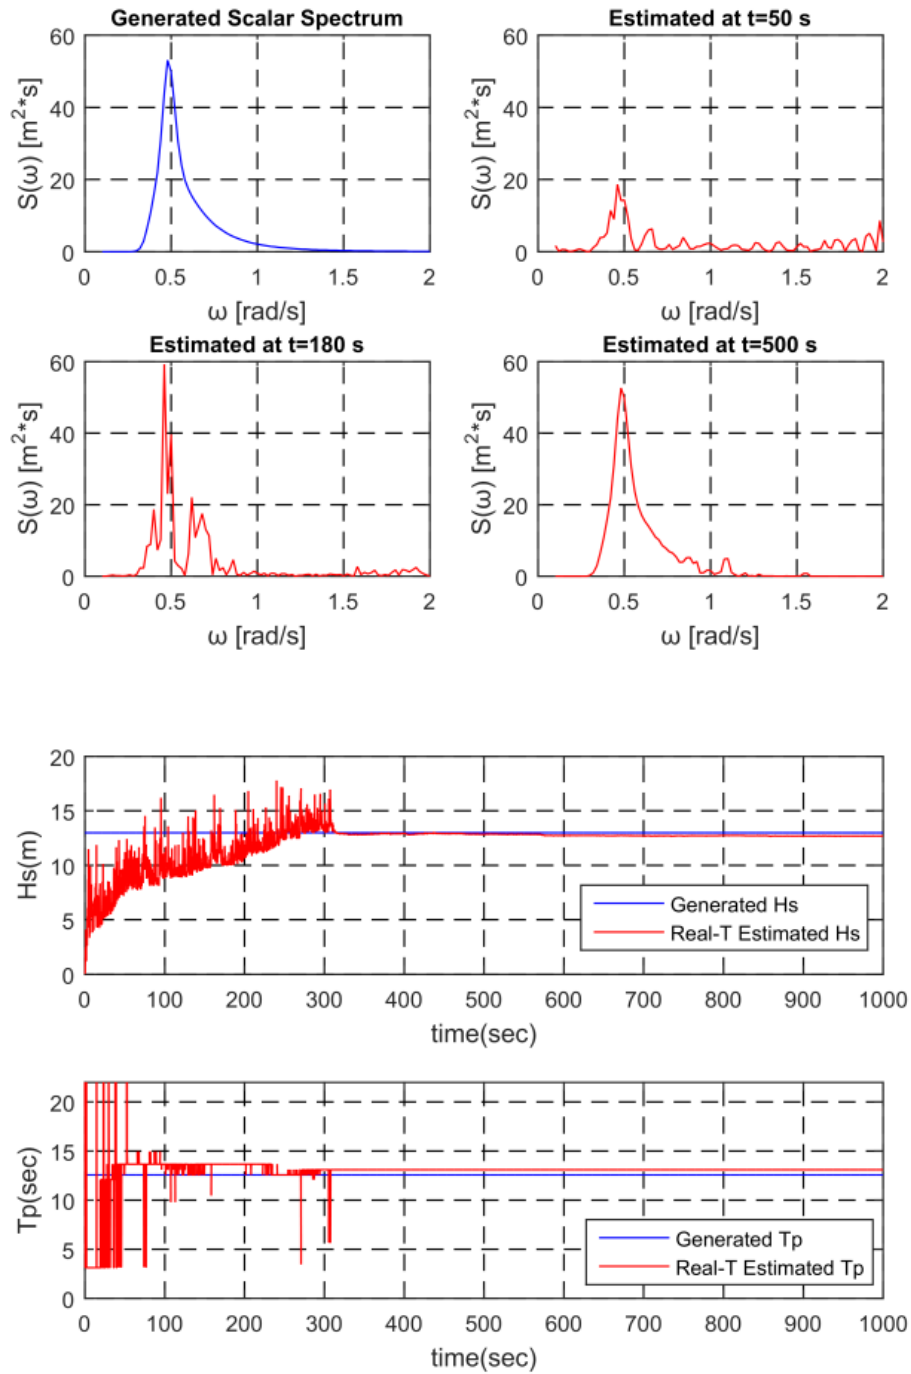 Generated Scalar Spectrum
S(ω) [m²*s]
60
40
20
0
0 0.5 1 1.5 2
ω [rad/s]
Estimated at t=50 s
S(ω) [m²*s]
60
40
20
0
0 0.5 1 1.5 2
ω [rad/s]
Estimated at t=180 s
S(ω) [m²*s]
60
40
20
0
0 0.5 1 1.5 2
ω [rad/s]
Estimated at t=500 s
S(ω) [m²*s]
60
40
20
0
0 0.5 1 1.5 2
ω [rad/s]
Hs(m)
20
15
10
5
0
Generated Hs
Real-T Estimated Hs
0 100 200 300 400 500 600 700 800 900 1000
time(sec)
Tp(sec)
20
15
10
5
0
Generated Tp
Real-T Estimated Tp
0 100 200 300 400 500 600 700 800 900 1000
time(sec)